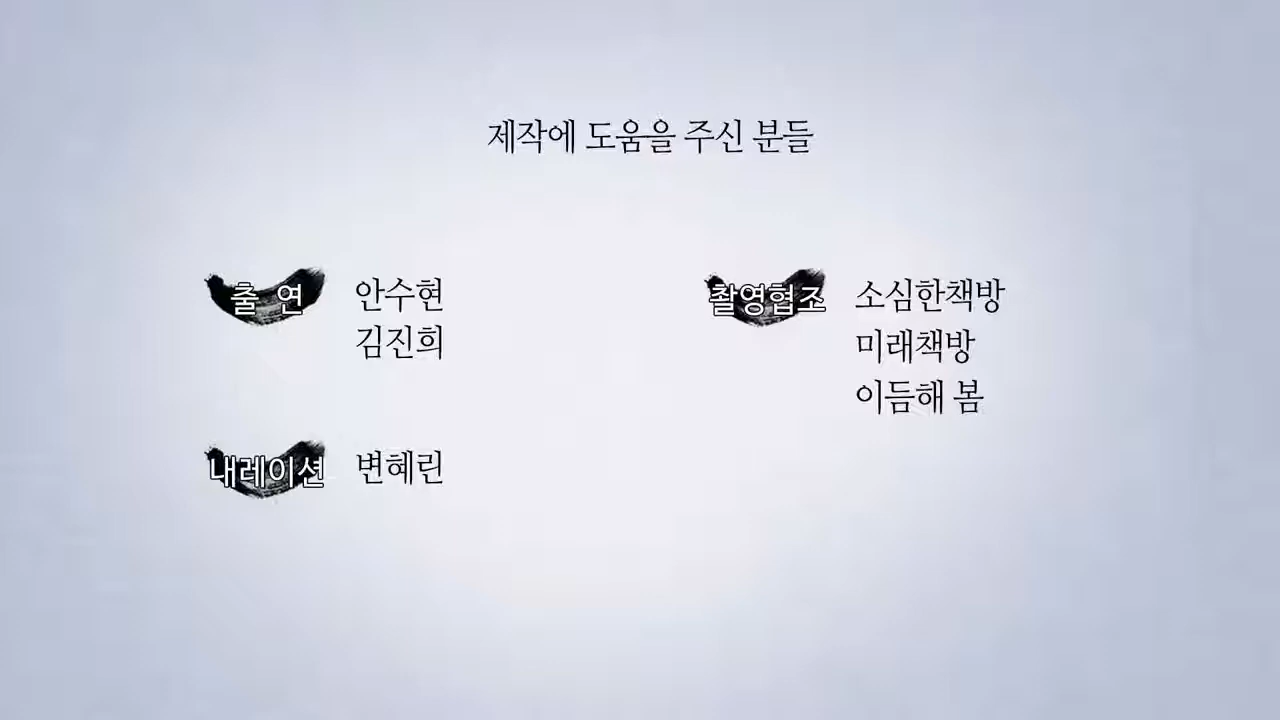 제작에 도움을 주신 분들
출 연 안수현
김진희
내레이션 변혜린
촬영협조 소심한책방
미래책방
이듬해 봄